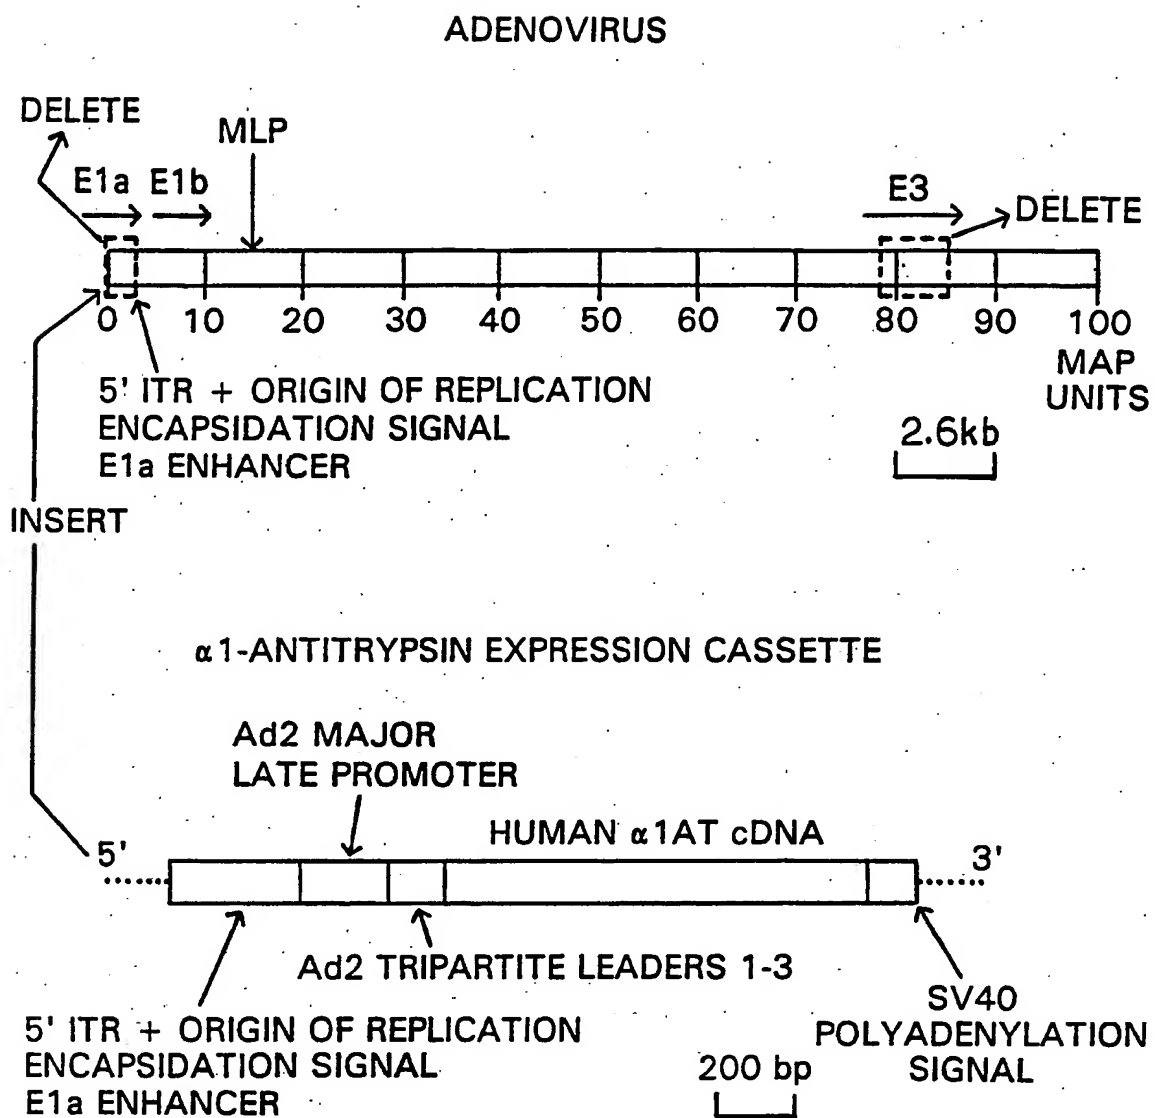 ADENOVIRUS
DELETE
MLP
E1a E1b
E3
DELETE
0 10 20 30 40 50 60 70 80 90 100
MAP
UNITS
5' ITR + ORIGIN OF REPLICATION
ENCAPSIDATION SIGNAL
E1a ENHANCER
2.6kb
INSERT
α1-ANTITRYPSIN EXPRESSION CASSETTE
Ad2 MAJOR
LATE PROMOTER
HUMAN α1AT cDNA
5'
3'
Ad2 TRIPARTITE LEADERS 1-3
5' ITR + ORIGIN OF REPLICATION
ENCAPSIDATION SIGNAL
E1a ENHANCER
SV40
POLYADENYLATION
SIGNAL
200 bp